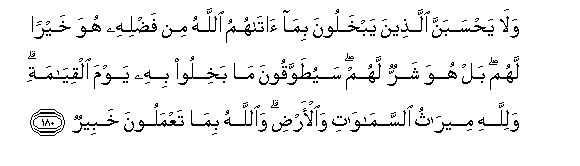 وَلَا يَحْسَبَنَّ ٱلَّذِينَ يَبْخَلُونَ بِمَآ ءَاتَىٰهُمُ ٱللَّهُ مِن فَضْلِهِۦ هُوَ خَيْرًا
لَّهُم ۖ بَلْ هُوَ شَرٌّ لَّهُمْ ۖ سَيُطَوَّقُونَ مَا بَخِلُوا۟ بِهِۦ يَوْمَ ٱلْقِيَٰمَةِ ۗ
وَلِلَّهِ مِيرَٰثُ ٱلسَّمَٰوَٰتِ وَٱلْأَرْضِ ۗ وَٱللَّهُ بِمَا تَعْمَلُونَ خَبِيرٌ ١٨٠